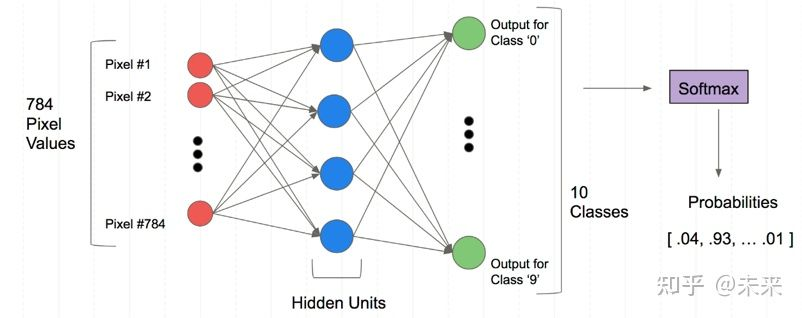 784
Pixel
Values
Pixel #1
Pixel #2
Pixel #784
Hidden Units
Output for
Class ‘0’
Output for
Class ‘9’
10
Classes
Softmax
Probabilities
[ .04, .93, … .01 ]
知乎 @未来